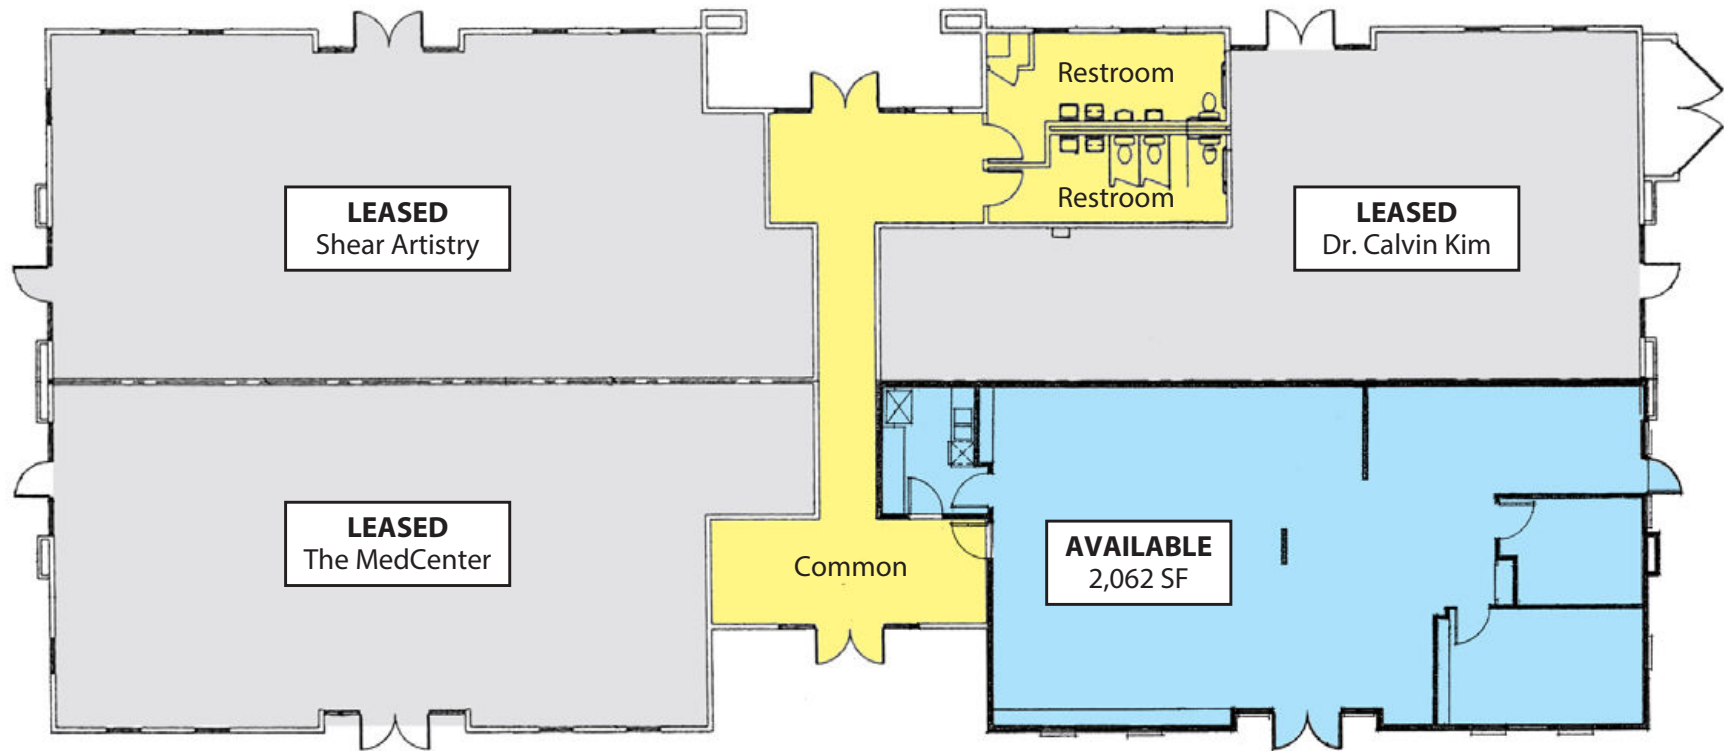 Restroom
Restroom
LEASED
Shear Artistry
LEASED
Dr. Calvin Kim
LEASED
The MedCenter
Common
AVAILABLE
2,062 SF